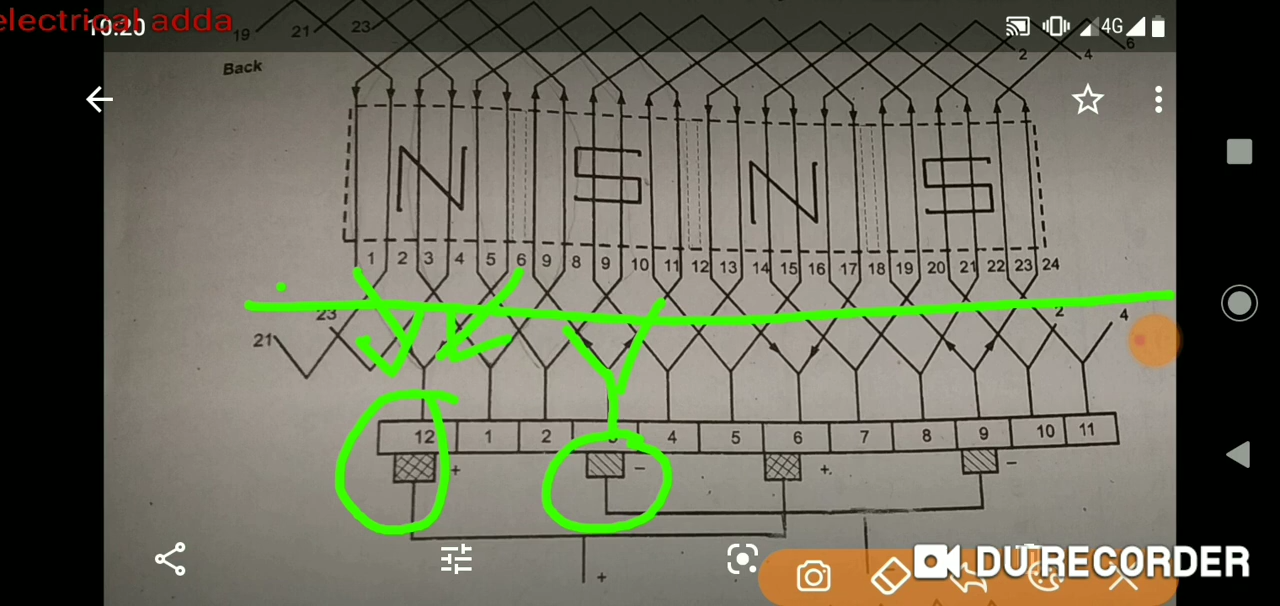 electrical adda
10:20
4G
19 21 23
2 4 6
Back
N S N S
1 2 3 4 5 6 9 8 9 10 11 12 13 14 15 16 17 18 19 20 21 22 23 24
21 23 2 4
12 1 2 3 4 5 6 7 8 9 10 11
+ − + −
+
DU RECORDER